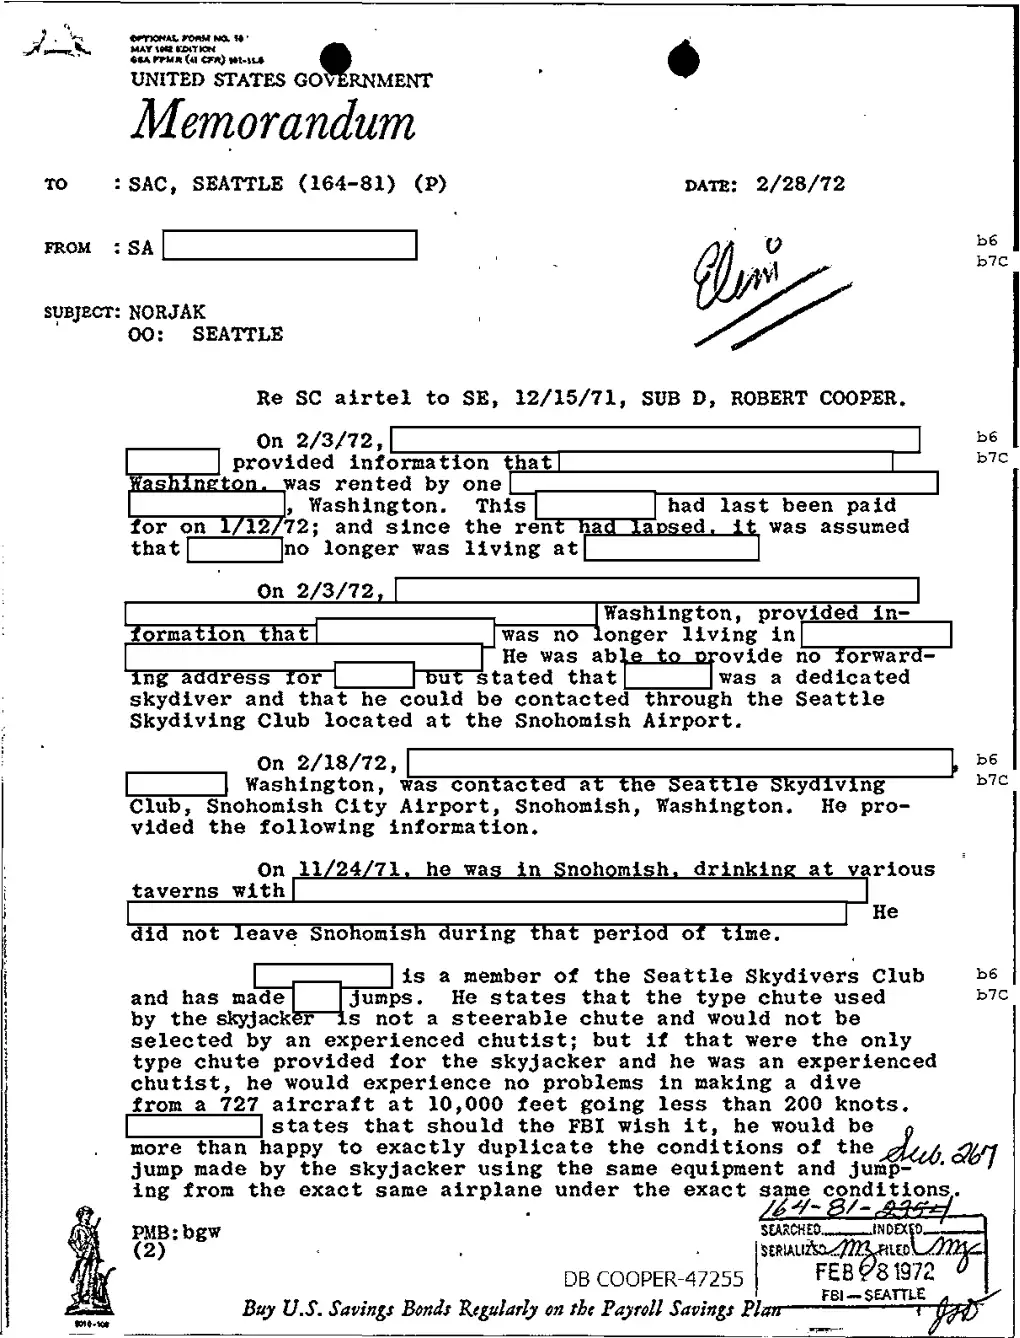 OPTIONAL FORM NO. 10
MAY 1962 EDITION
GSA FPMR (41 CFR) 101-11.6
UNITED STATES GOVERNMENT
Memorandum
TO : SAC, SEATTLE (164-81) (P) DATE: 2/28/72
FROM : SA
b6
b7C
Elim
SUBJECT: NORJAK
OO: SEATTLE
Re SC airtel to SE, 12/15/71, SUB D, ROBERT COOPER.
On 2/3/72,
b6
b7C
provided information that
Washington, was rented by one
, Washington. This had last been paid
for on 1/12/72; and since the rent had lapsed, it was assumed
that no longer was living at
On 2/3/72,
Washington, provided in-
formation that was no longer living in
He was able to provide no forward-
ing address for but stated that was a dedicated
skydiver and that he could be contacted through the Seattle
Skydiving Club located at the Snohomish Airport.
On 2/18/72, ,
b6
b7C
Washington, was contacted at the Seattle Skydiving
Club, Snohomish City Airport, Snohomish, Washington. He pro-
vided the following information.
On 11/24/71, he was in Snohomish, drinking at various
taverns with
He
did not leave Snohomish during that period of time.
is a member of the Seattle Skydivers Club
b6
b7C
and has made jumps. He states that the type chute used
by the skyjacker is not a steerable chute and would not be
selected by an experienced chutist; but if that were the only
type chute provided for the skyjacker and he was an experienced
chutist, he would experience no problems in making a dive
from a 727 aircraft at 10,000 feet going less than 200 knots.
states that should the FBI wish it, he would be
more than happy to exactly duplicate the conditions of the
jump made by the skyjacker using the same equipment and jump-
ing from the exact same airplane under the exact same conditions.
Sub. 267
164-81-2354
PMB:bgw
(2)
SEARCHED INDEXED
SERIALIZED FILED
FEB 28 1972
FBI — SEATTLE
DB COOPER-47255
Buy U.S. Savings Bonds Regularly on the Payroll Savings Plan
5010-108